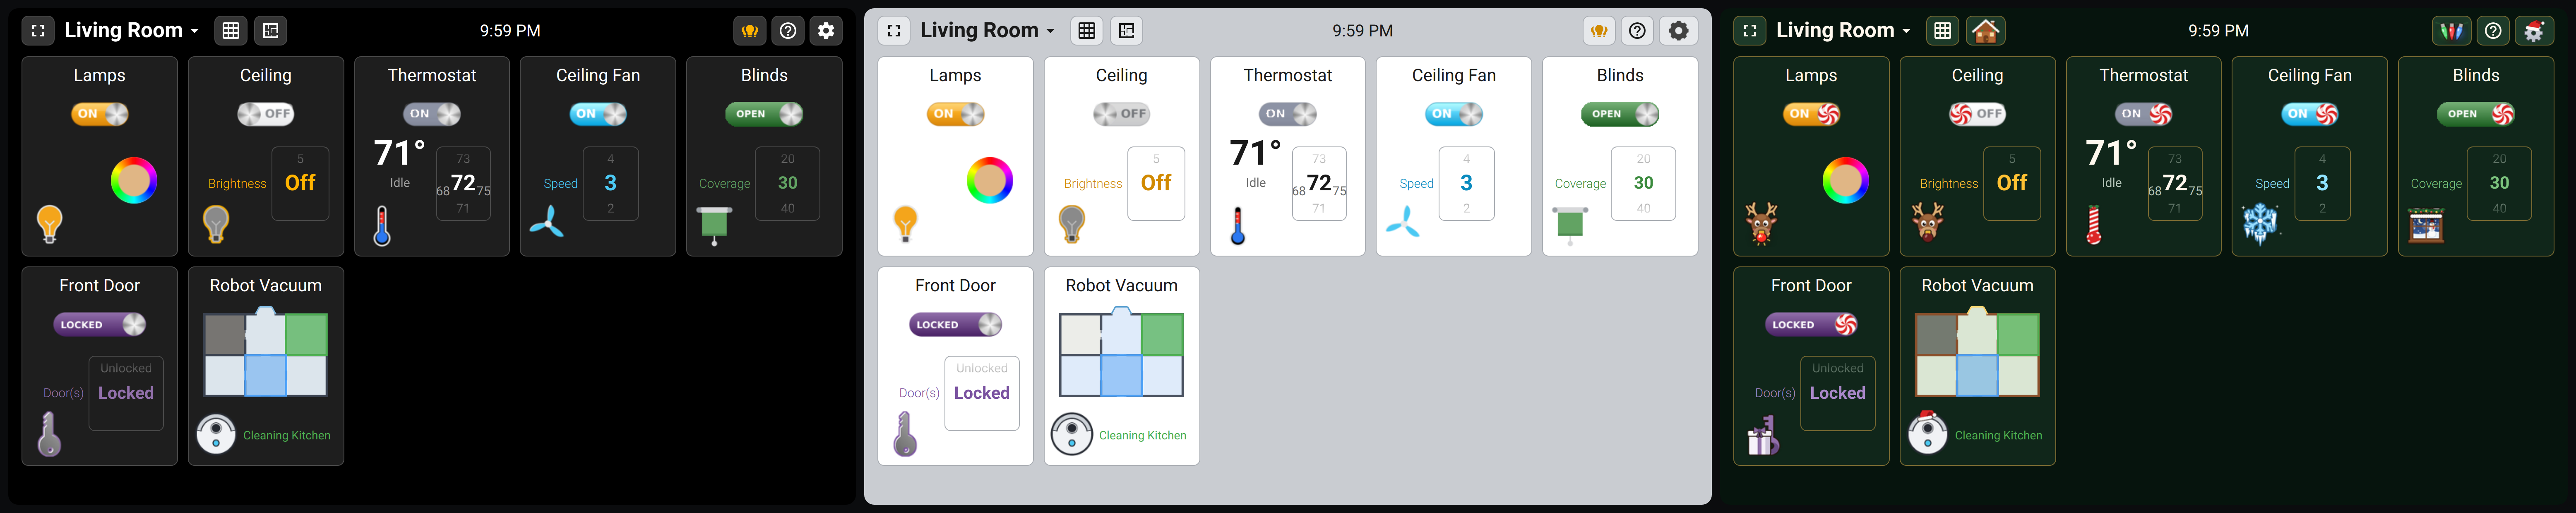 Living Room
9:59 PM
Lamps
ON
Ceiling
OFF
5
Brightness
Off
Thermostat
ON
71°
Idle
73
68 72 75
71
Ceiling Fan
ON
4
Speed
3
2
Blinds
OPEN
20
Coverage
30
40
Front Door
LOCKED
Unlocked
Door(s)
Locked
Robot Vacuum
Cleaning Kitchen
Living Room
9:59 PM
Lamps
ON
Ceiling
OFF
5
Brightness
Off
Thermostat
ON
71°
Idle
73
68 72 75
71
Ceiling Fan
ON
4
Speed
3
2
Blinds
OPEN
20
Coverage
30
40
Front Door
LOCKED
Unlocked
Door(s)
Locked
Robot Vacuum
Cleaning Kitchen
Living Room
9:59 PM
Lamps
ON
Ceiling
OFF
5
Brightness
Off
Thermostat
ON
71°
Idle
73
68 72 75
71
Ceiling Fan
ON
4
Speed
3
2
Blinds
OPEN
20
Coverage
30
40
Front Door
LOCKED
Unlocked
Door(s)
Locked
Robot Vacuum
Cleaning Kitchen